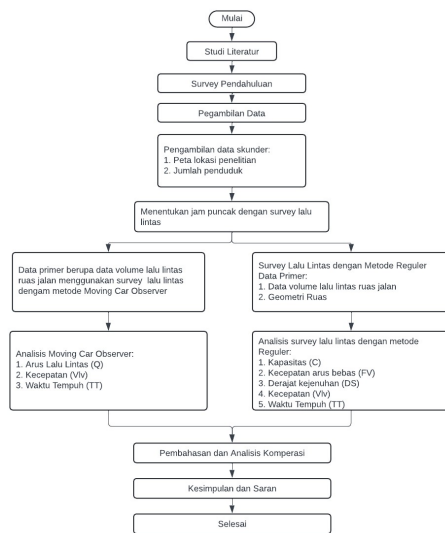 Mulai
Studi Literatur
Survey Pendahuluan
Pegambilan Data
Pengambilan data skunder:
1. Peta lokasi penelitian
2. Jumlah penduduk
Menentukan jam puncak dengan survey lalu
lintas
Data primer berupa data volume lalu lintas
ruas jalan menggunakan survey lalu lintas
dengam metode Moving Car Observer
Survey Lalu Lintas dengan Metode Reguler
Data Primer:
1. Data volume lalu lintas ruas jalan
2. Geometri Ruas
Analisis Moving Car Observer:
1. Arus Lalu Lintas (Q)
2. Kecepatan (Vlv)
3. Waktu Tempuh (TT)
Analisis survey lalu lintas dengan metode
Reguler:
1. Kapasitas (C)
2. Kecepatan arus bebas (FV)
3. Derajat kejenuhan (DS)
4. Kecepatan (Vlv)
5. Waktu Tempuh (TT)
Pembahasan dan Analisis Komperasi
Kesimpulan dan Saran
Selesai